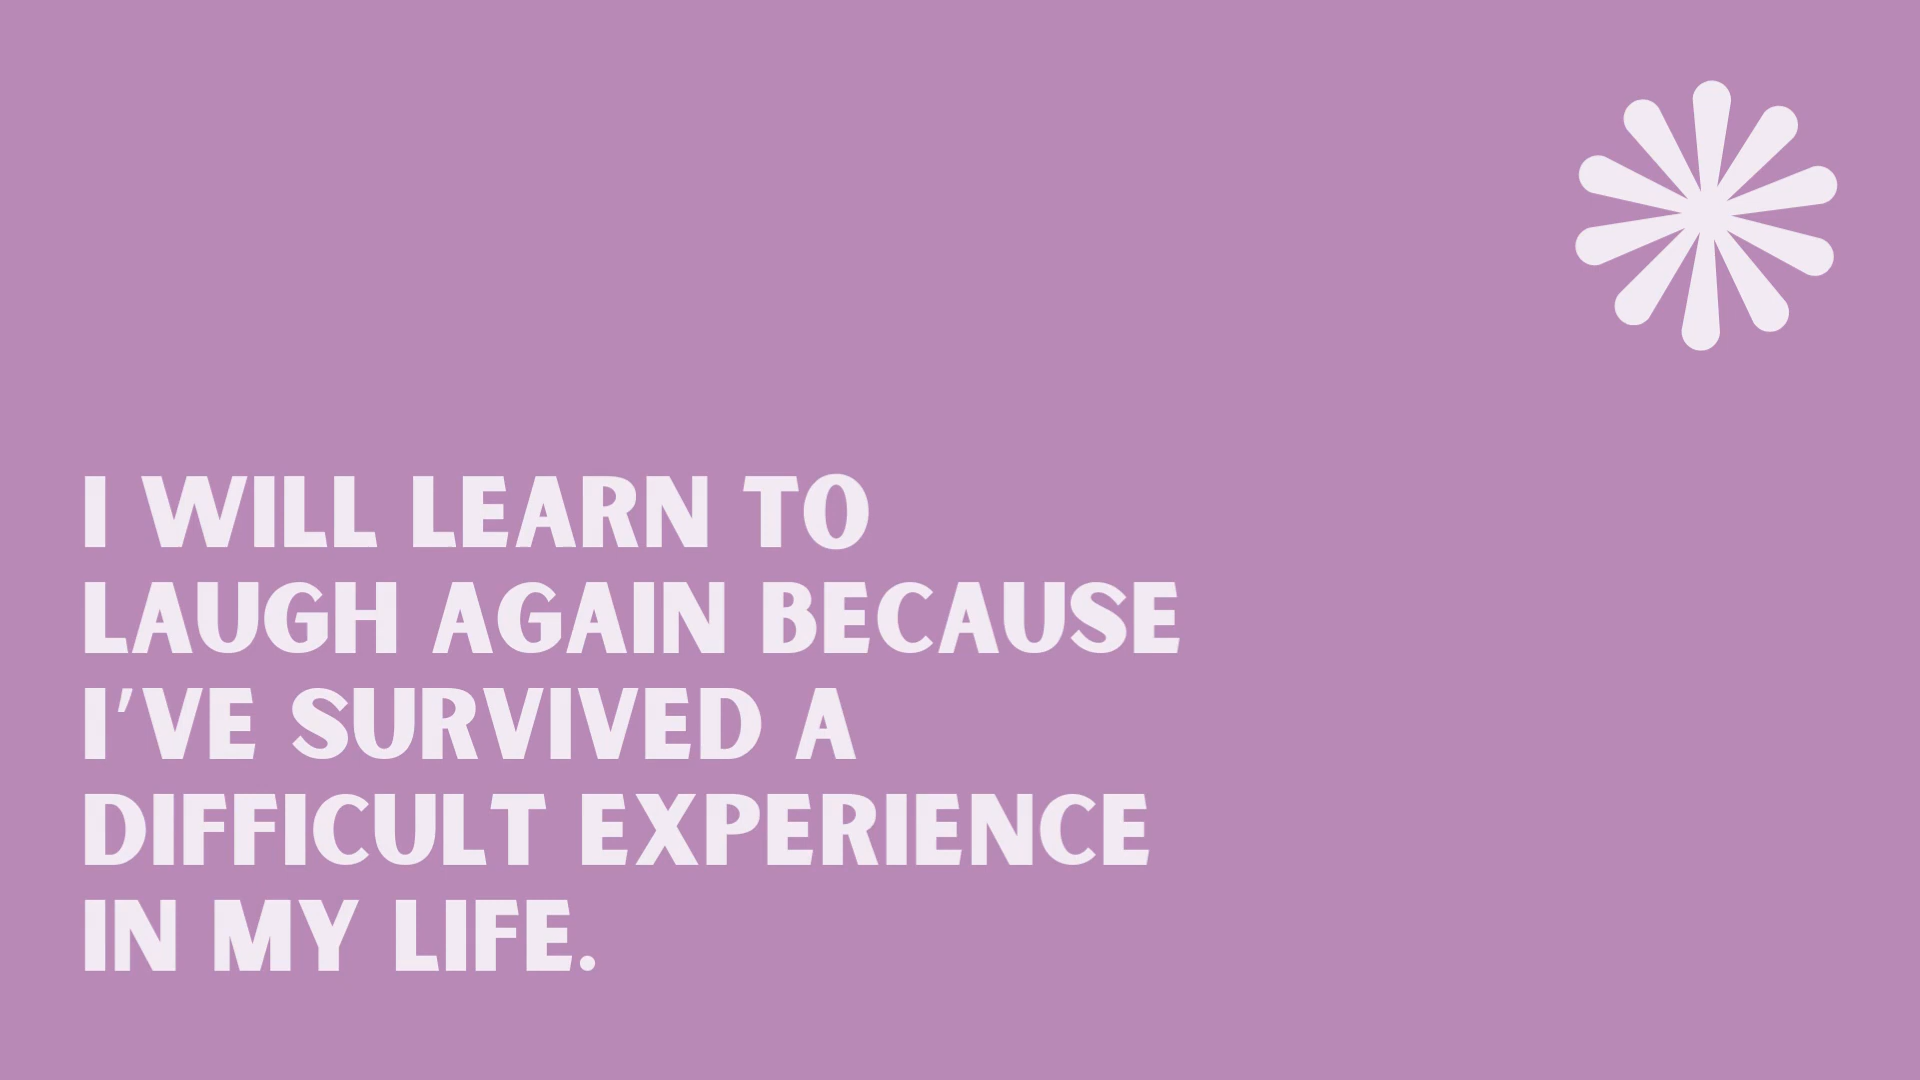 I WILL LEARN TO
LAUGH AGAIN BECAUSE
I'VE SURVIVED A
DIFFICULT EXPERIENCE
IN MY LIFE.